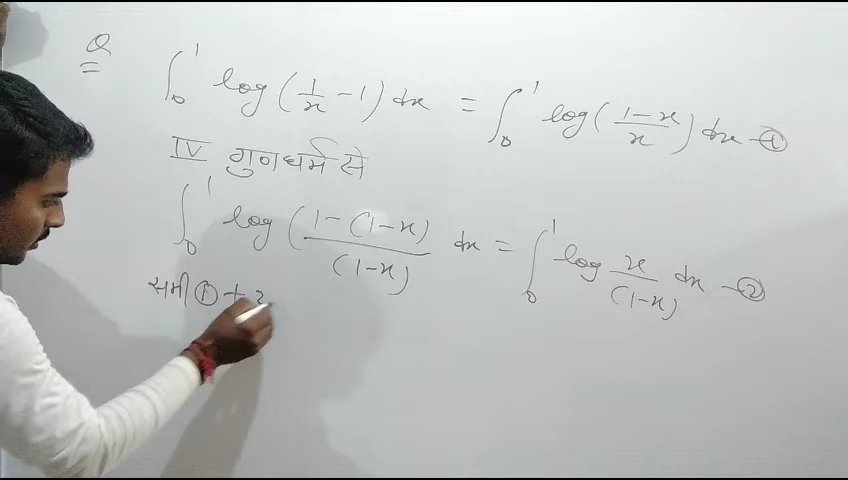 Q
∫₀¹ log(1/x - 1) dx = ∫₀¹ log((1-x)/x) dx - ①
IV गुणधर्म से
∫₀¹ log((1-(1-x))/(1-x)) dx = ∫₀¹ log x/(1-x) dx - ②
समी ① + 2